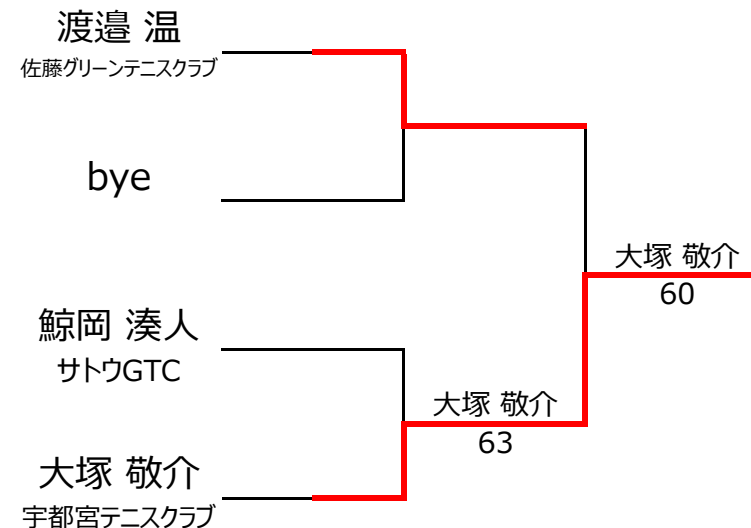 渡邉 温
佐藤グリーンテニスクラブ
bye
鯨岡 湊人
サトウGTC
大塚 敬介
宇都宮テニスクラブ
大塚 敬介
63
大塚 敬介
60